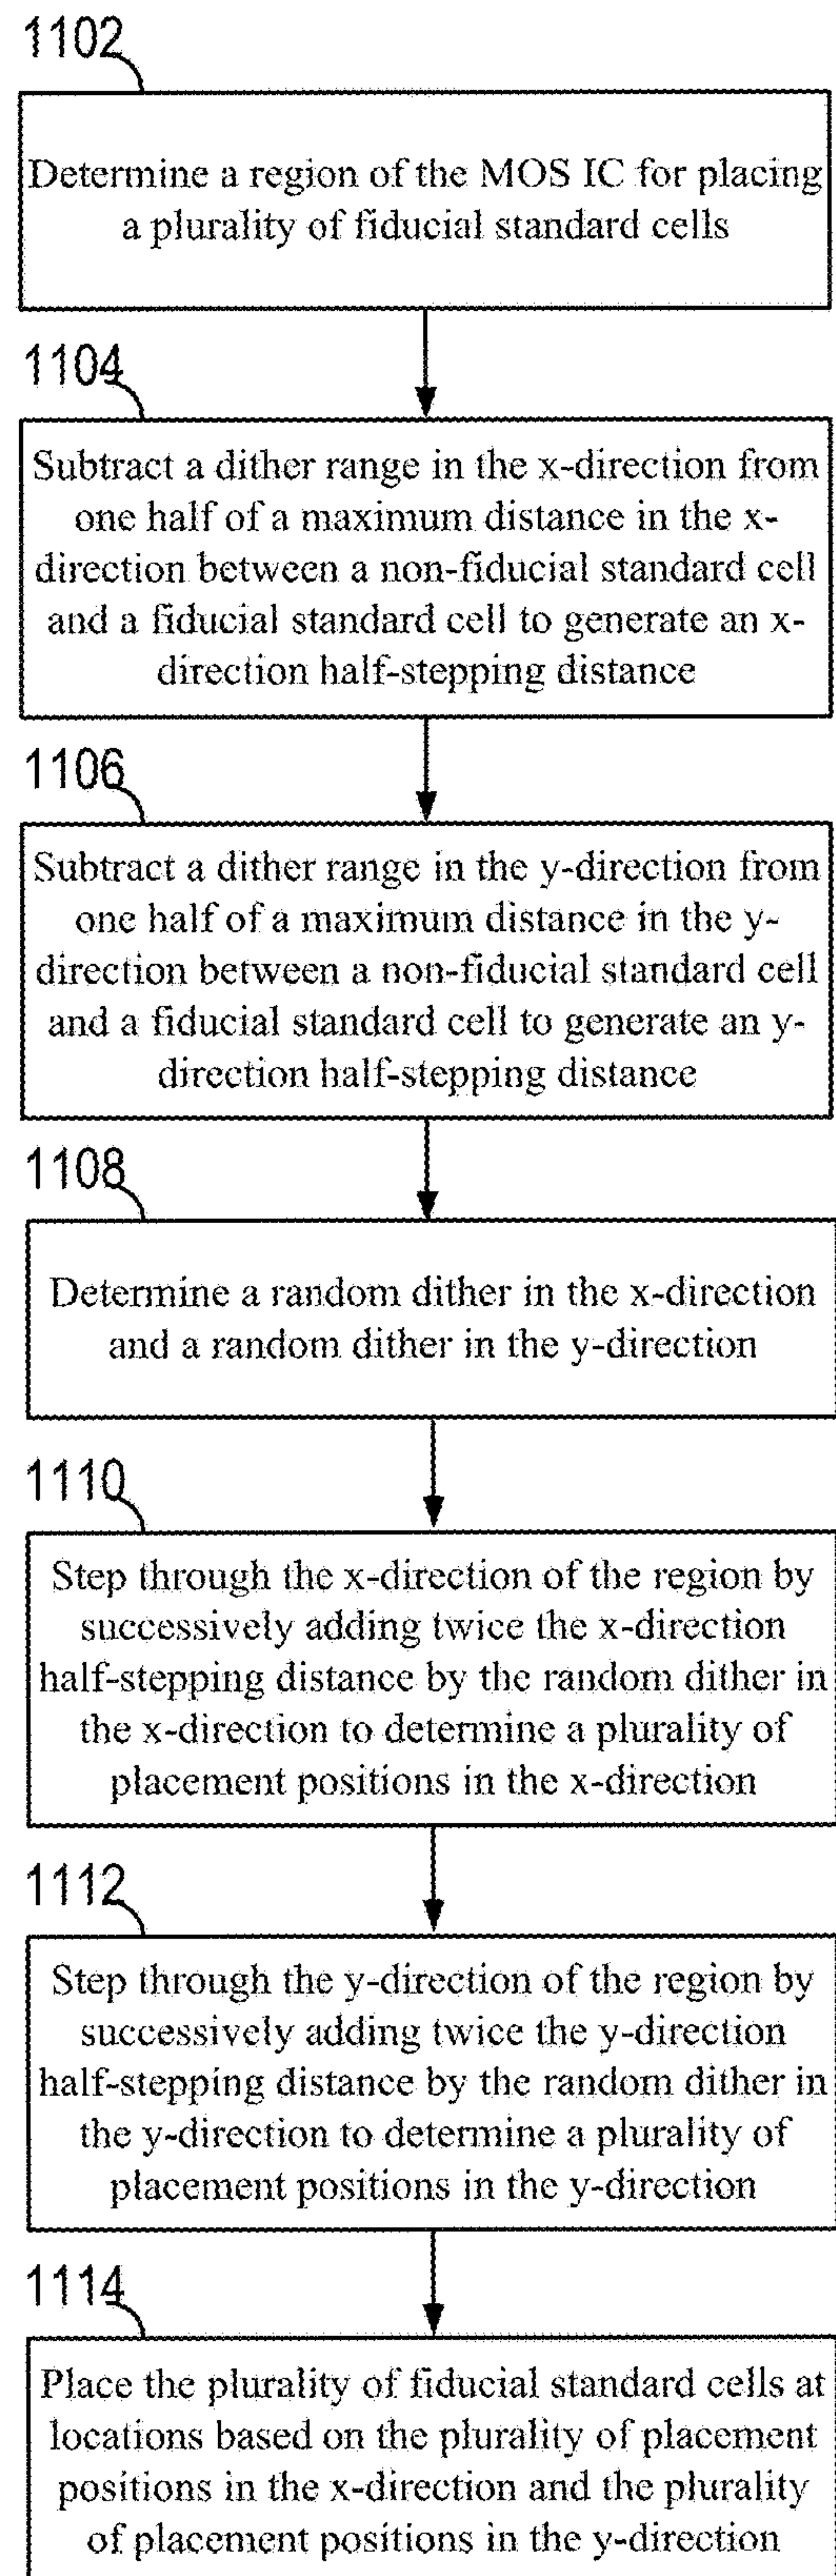 1102
Determine a region of the MOS IC for placing
a plurality of fiducial standard cells
1104
Subtract a dither range in the x-direction from
one half of a maximum distance in the x-
direction between a non-fiducial standard cell
and a fiducial standard cell to generate an x-
direction half-stepping distance
1106
Subtract a dither range in the y-direction from
one half of a maximum distance in the y-
direction between a non-fiducial standard cell
and a fiducial standard cell to generate an y-
direction half-stepping distance
1108
Determine a random dither in the x-direction
and a random dither in the y-direction
1110
Step through the x-direction of the region by
successively adding twice the x-direction
half-stepping distance by the random dither in
the x-direction to determine a plurality of
placement positions in the x-direction
1112
Step through the y-direction of the region by
successively adding twice the y-direction
half-stepping distance by the random dither in
the y-direction to determine a plurality of
placement positions in the y-direction
1114
Place the plurality of fiducial standard cells at
locations based on the plurality of placement
positions in the x-direction and the plurality
of placement positions in the y-direction